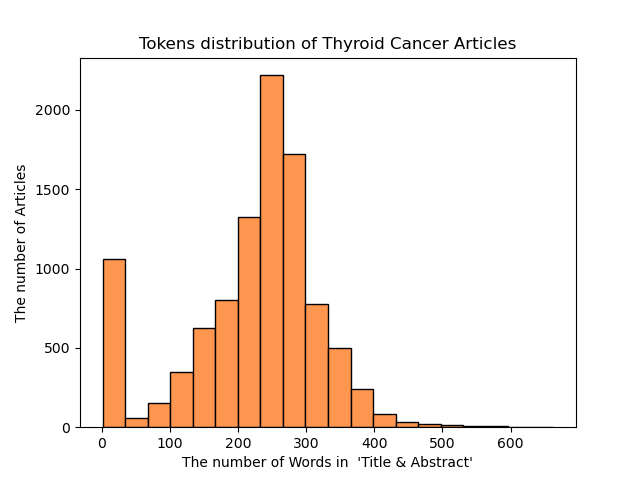 Tokens distribution of Thyroid Cancer Articles
The number of Articles
2000
1500
1000
500
0
0 100 200 300 400 500 600
The number of Words in  'Title & Abstract'